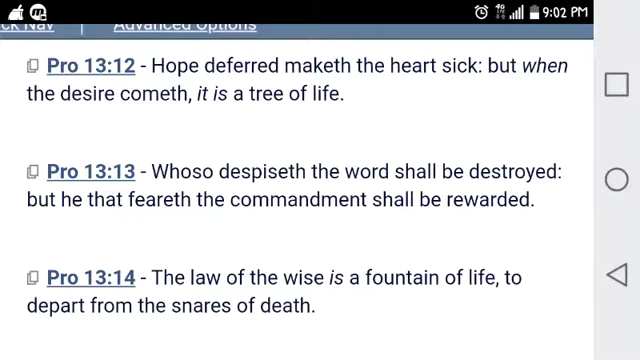 4G
9:02 PM
ck Nav | Advanced Options
Pro 13:12 - Hope deferred maketh the heart sick: but when
the desire cometh, it is a tree of life.
Pro 13:13 - Whoso despiseth the word shall be destroyed:
but he that feareth the commandment shall be rewarded.
Pro 13:14 - The law of the wise is a fountain of life, to
depart from the snares of death.